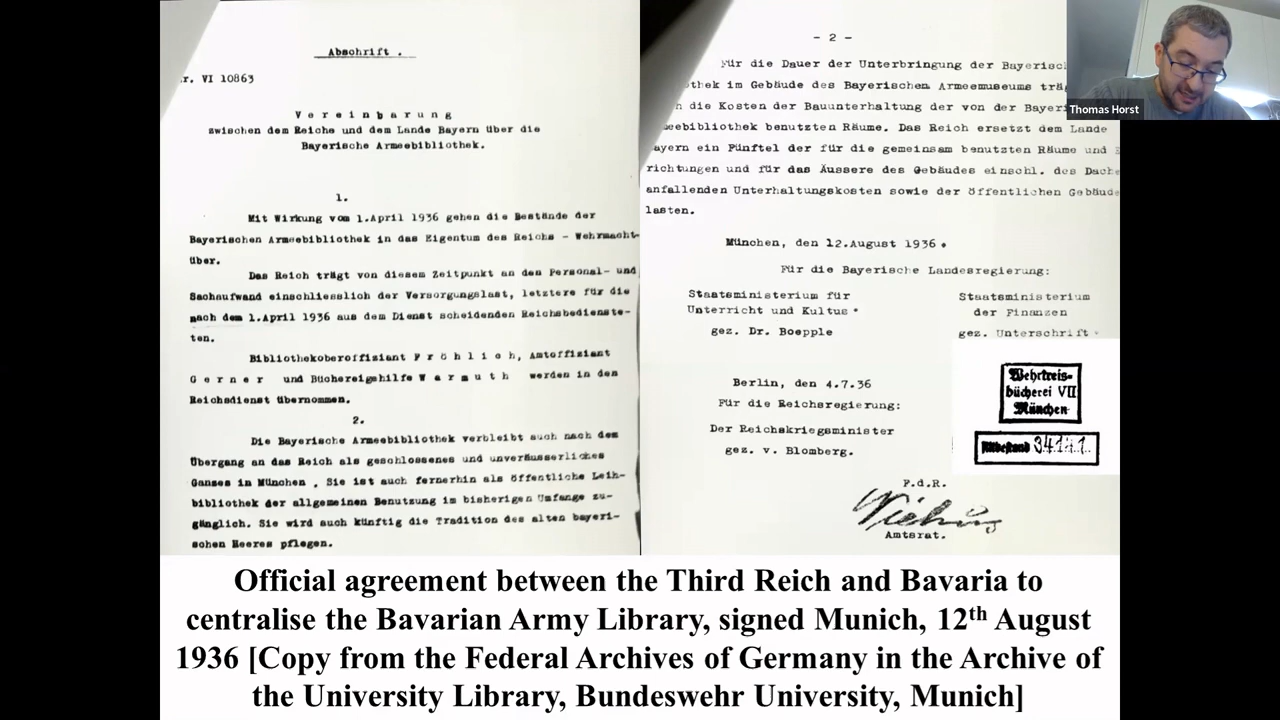 Abschrift .
r. VI 10863
V e r e i n b a r u n g
zwischen dem Reiche und dem Lande Bayern über die
Bayerische Armeebibliothek.
1.
Mit Wirkung vom 1.April 1936 gehen die Bestände der
Bayerischen Armeebibliothek in das Eigentum des Reichs - Wehrmacht-
über.
Das Reich trägt von diesem Zeitpunkt an den Personal- und
Sachaufwand einschliesslich der Versorgungslast, letztere für die
nach dem 1.April 1936 aus dem Dienst scheidenden Reichsbedienste-
ten.
Bibliothekoberoffiziant F r ö h l i c h, Amtoffiziant
G e r n e r und Büchereigehilfe W a r m u t h werden in den
Reichsdienst übernommen.
2.
Die Bayerische Armeebibliothek verbleibt auch nach dem
Übergang an das Reich als geschlossenes und unveräusserliches
Ganzes in München . Sie ist auch fernerhin als öffentliche Leih-
bibliothek der allgemeinen Benutzung im bisherigen Umfange zu-
gänglich. Sie wird auch künftig die Tradition des alten bayeri-
schen Heeres pflegen.
- 2 -
Für die Dauer der Unterbringung der Bayerisc
othek im Gebäude des Bayerischen Armeemuseums träg
die Kosten der Bauunterhaltung der von der Bayeri
eebibliothek benutzten Räume. Das Reich ersetzt dem Lande
ayern ein Fünftel der für die gemeinsam benutzten Räume und E
richtungen und für das Äussere des Gebäudes einschl. des Dache
anfallenden Unterhaltungskosten sowie der öffentlichen Gebäude
lasten.
München, den 12.August 1936.
Für die Bayerische Landesregierung:
Staatsministerium für
Unterricht und Kultus.
gez. Dr. Boepple
Staatsministerium
der Finanzen
gez. Unterschrift
Berlin, den 4.7.36
Für die Reichsregierung:
Der Reichskriegsminister
gez. v. Blomberg.
F.d.R.
Amtsrat.
Wehrkreis-
bücherei VII
München
Thomas Horst
Official agreement between the Third Reich and Bavaria to
centralise the Bavarian Army Library, signed Munich, 12th August
1936 [Copy from the Federal Archives of Germany in the Archive of
the University Library, Bundeswehr University, Munich]